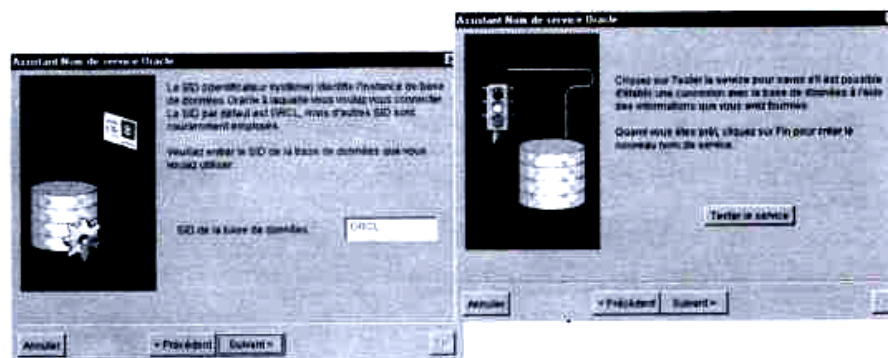 Assistant Nom de service Oracle
Le SID (identificateur système) identifie l'instance de base
de données Oracle à laquelle vous voulez vous connecter.
Le SID par défaut est ORCL, mais d'autres SID sont
couramment employés.
Veuillez entrer le SID de la base de données que vous
voulez utiliser.
SID de la base de données
ORCL
Annuler
< Précédent
Suivant >
Assistant Nom de service Oracle
Cliquez sur Tester le service pour savoir s'il est possible
d'établir une connexion avec la base de données à l'aide
des informations que vous avez fournies.
Quand vous êtes prêt, cliquez sur Fin pour créer le
nouveau nom de service.
Tester le service
Annuler
< Précédent
Suivant >